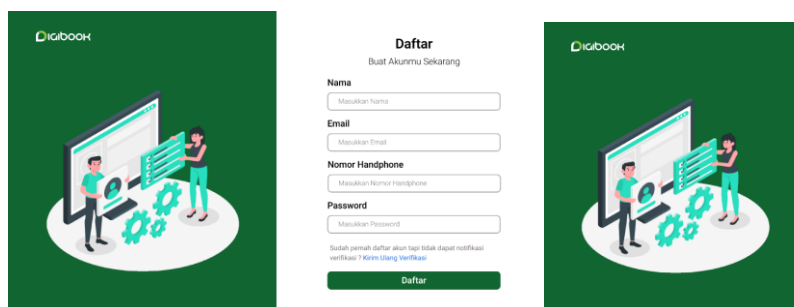 DIGIBOOK
Daftar
Buat Akunmu Sekarang
Nama
Masukkan Nama
Email
Masukkan Email
Nomor Handphone
Masukkan Nomor Handphone
Password
Masukkan Password
Sudah pernah daftar akun tapi tidak dapat notifikasi
verifikasi ? Kirim Ulang Verifikasi
Daftar
DIGIBOOK